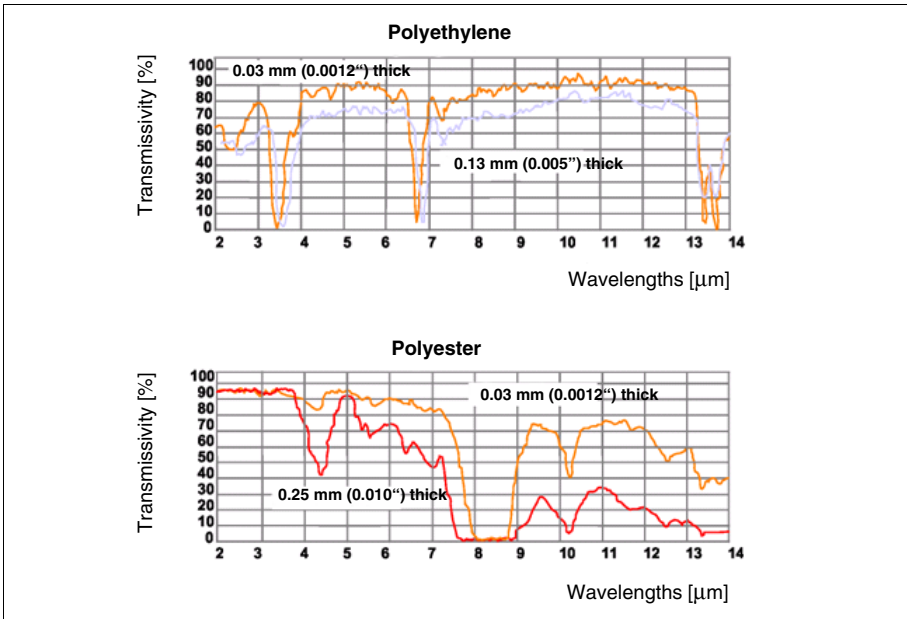 Polyethylene
Transmissivity [%]
100
90
80
70
60
50
40
30
20
10
0
0.03 mm (0.0012“) thick
0.13 mm (0.005”) thick
2 3 4 5 6 7 8 9 10 11 12 13 14
Wavelengths [μm]
Polyester
Transmissivity [%]
100
90
80
70
60
50
40
30
20
10
0
0.03 mm (0.0012“) thick
0.25 mm (0.010“) thick
2 3 4 5 6 7 8 9 10 11 12 13 14
Wavelengths [μm]